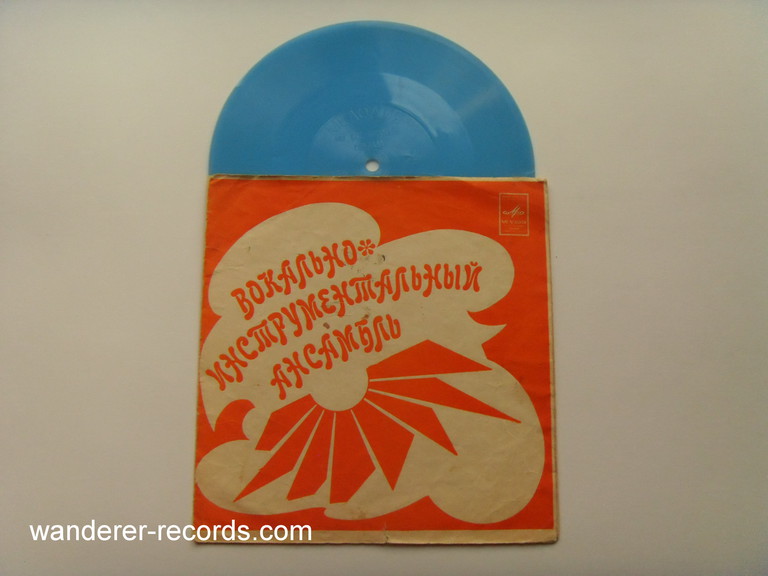 ВОКАЛЬНО*
ИНСТРУМЕНТАЛЬНЫЙ
АНСАМБЛЬ
wanderer-records.com